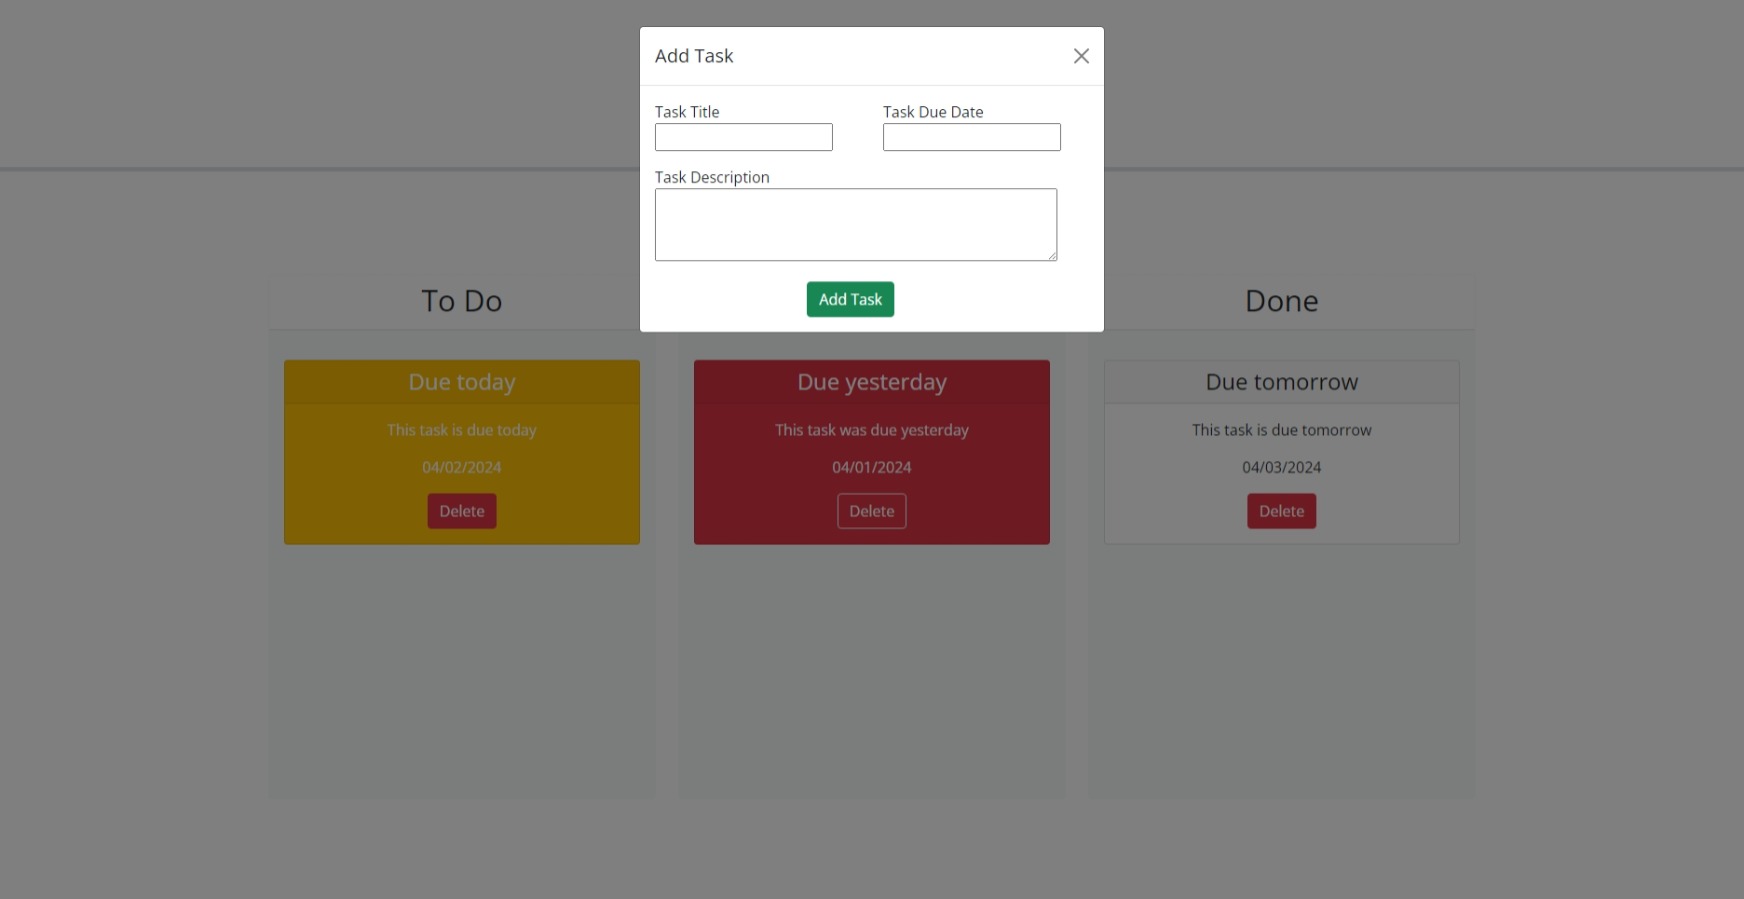 Add Task
Task Title
Task Due Date
Task Description
Add Task
To Do
Done
Due today
This task is due today
04/02/2024
Delete
Due yesterday
This task was due yesterday
04/01/2024
Delete
Due tomorrow
This task is due tomorrow
04/03/2024
Delete